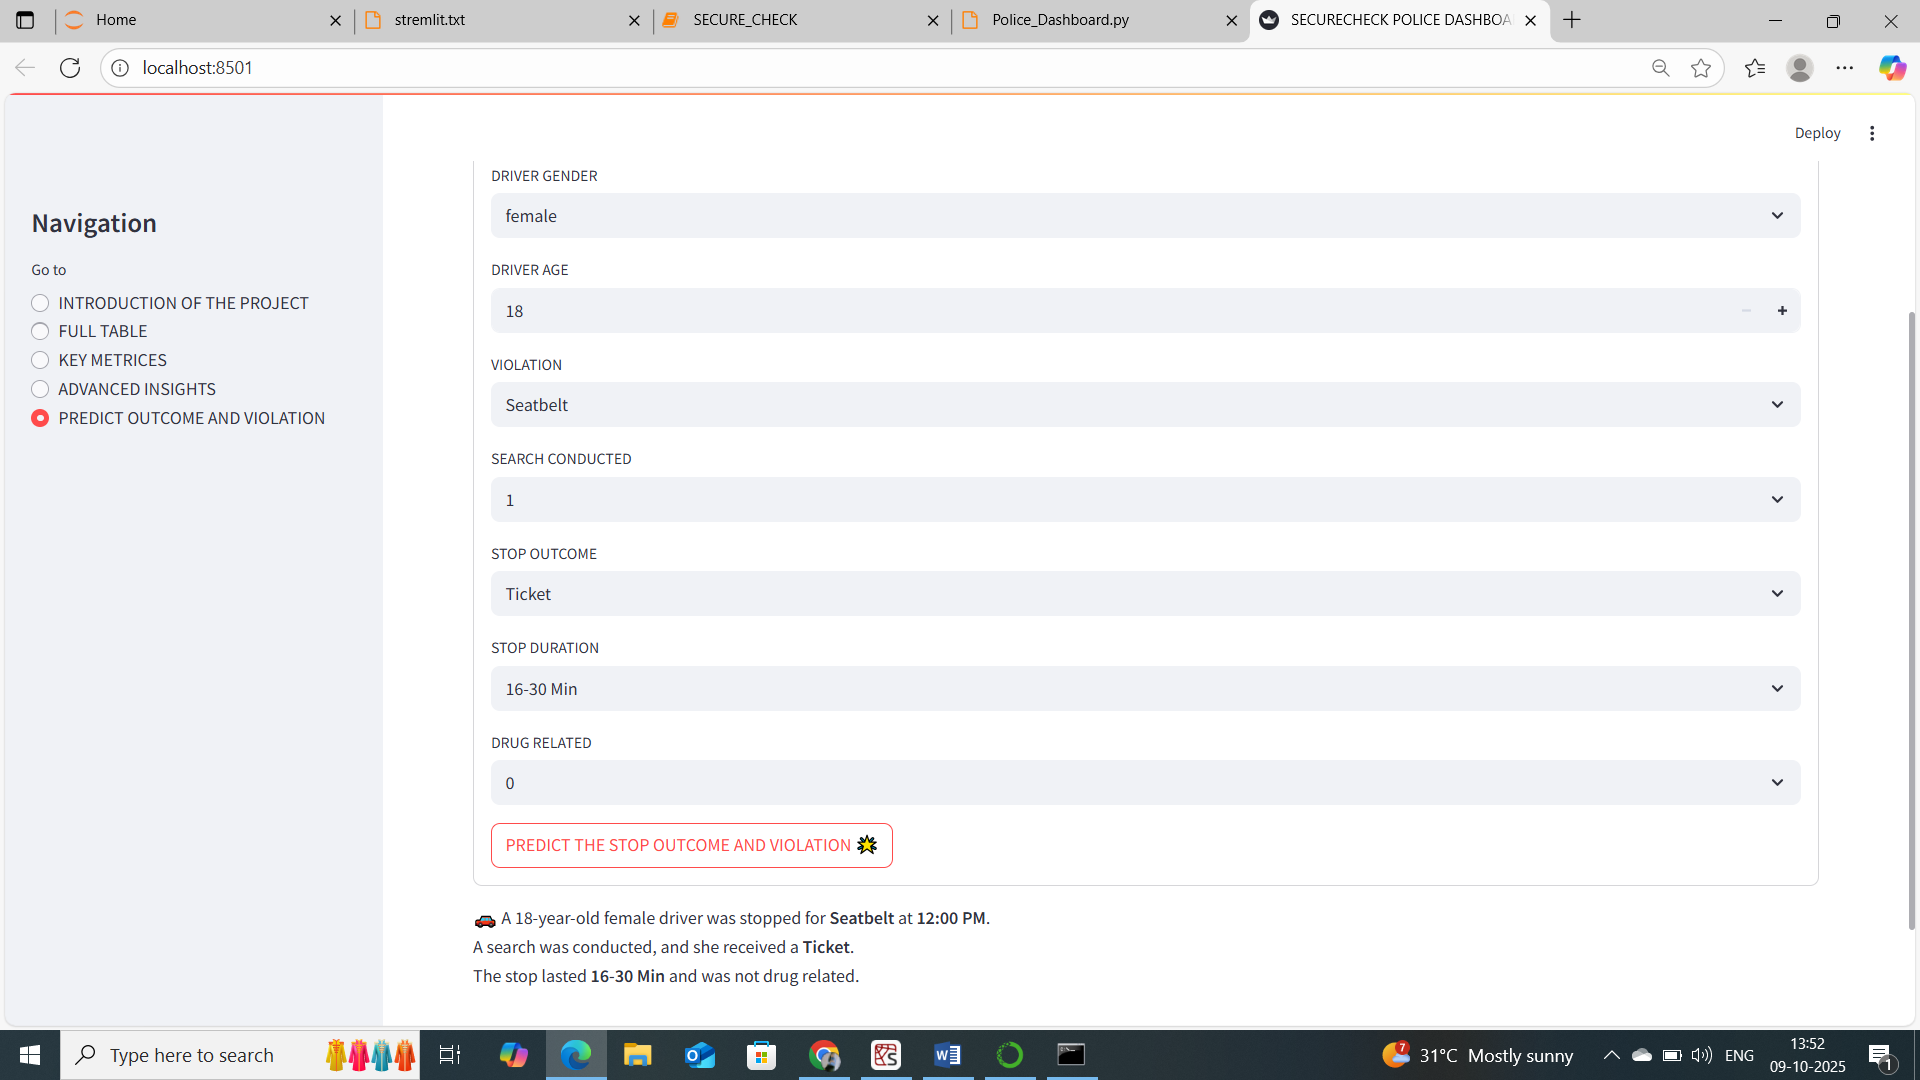 Home
stremlit.txt
SECURE_CHECK
Police_Dashboard.py
SECURECHECK POLICE DASHBOA
localhost:8501
Deploy
Navigation
Go to
INTRODUCTION OF THE PROJECT
FULL TABLE
KEY METRICES
ADVANCED INSIGHTS
PREDICT OUTCOME AND VIOLATION
DRIVER GENDER
female
DRIVER AGE
18
VIOLATION
Seatbelt
SEARCH CONDUCTED
1
STOP OUTCOME
Ticket
STOP DURATION
16-30 Min
DRUG RELATED
0
PREDICT THE STOP OUTCOME AND VIOLATION
A 18-year-old female driver was stopped for Seatbelt at 12:00 PM.
A search was conducted, and she received a Ticket.
The stop lasted 16-30 Min and was not drug related.
Type here to search
7
31°C Mostly sunny
ENG
13:52
09-10-2025
1